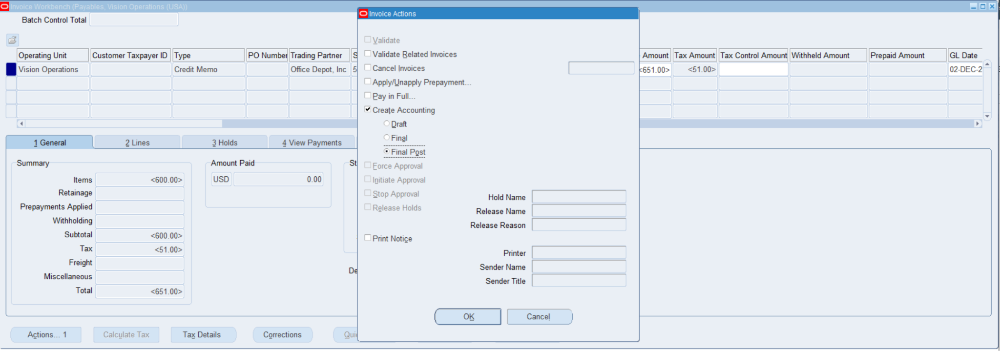 Invoice Workbench (Payables, Vision Operations (USA))
Batch Control Total
Operating Unit Customer Taxpayer ID Type PO Number Trading Partner Amount Tax Amount Tax Control Amount Withheld Amount Prepaid Amount GL Date
Vision Operations Credit Memo Office Depot, Inc 5 <651.00> <51.00> 02-DEC-2
1 General 2 Lines 3 Holds 4 View Payments
Summary
Items <600.00>
Retainage
Prepayments Applied
Withholding
Subtotal <600.00>
Tax <51.00>
Freight
Miscellaneous
Total <651.00>
Amount Paid
USD 0.00
Actions... 1 Calculate Tax Tax Details Corrections
Invoice Actions
Validate
Validate Related Invoices
Cancel Invoices
Apply/Unapply Prepayment...
Pay in Full...
Create Accounting
Draft
Final
Final Post
Force Approval
Initiate Approval
Stop Approval
Release Holds
Hold Name
Release Name
Release Reason
Print Notice
Printer
Sender Name
Sender Title
OK Cancel